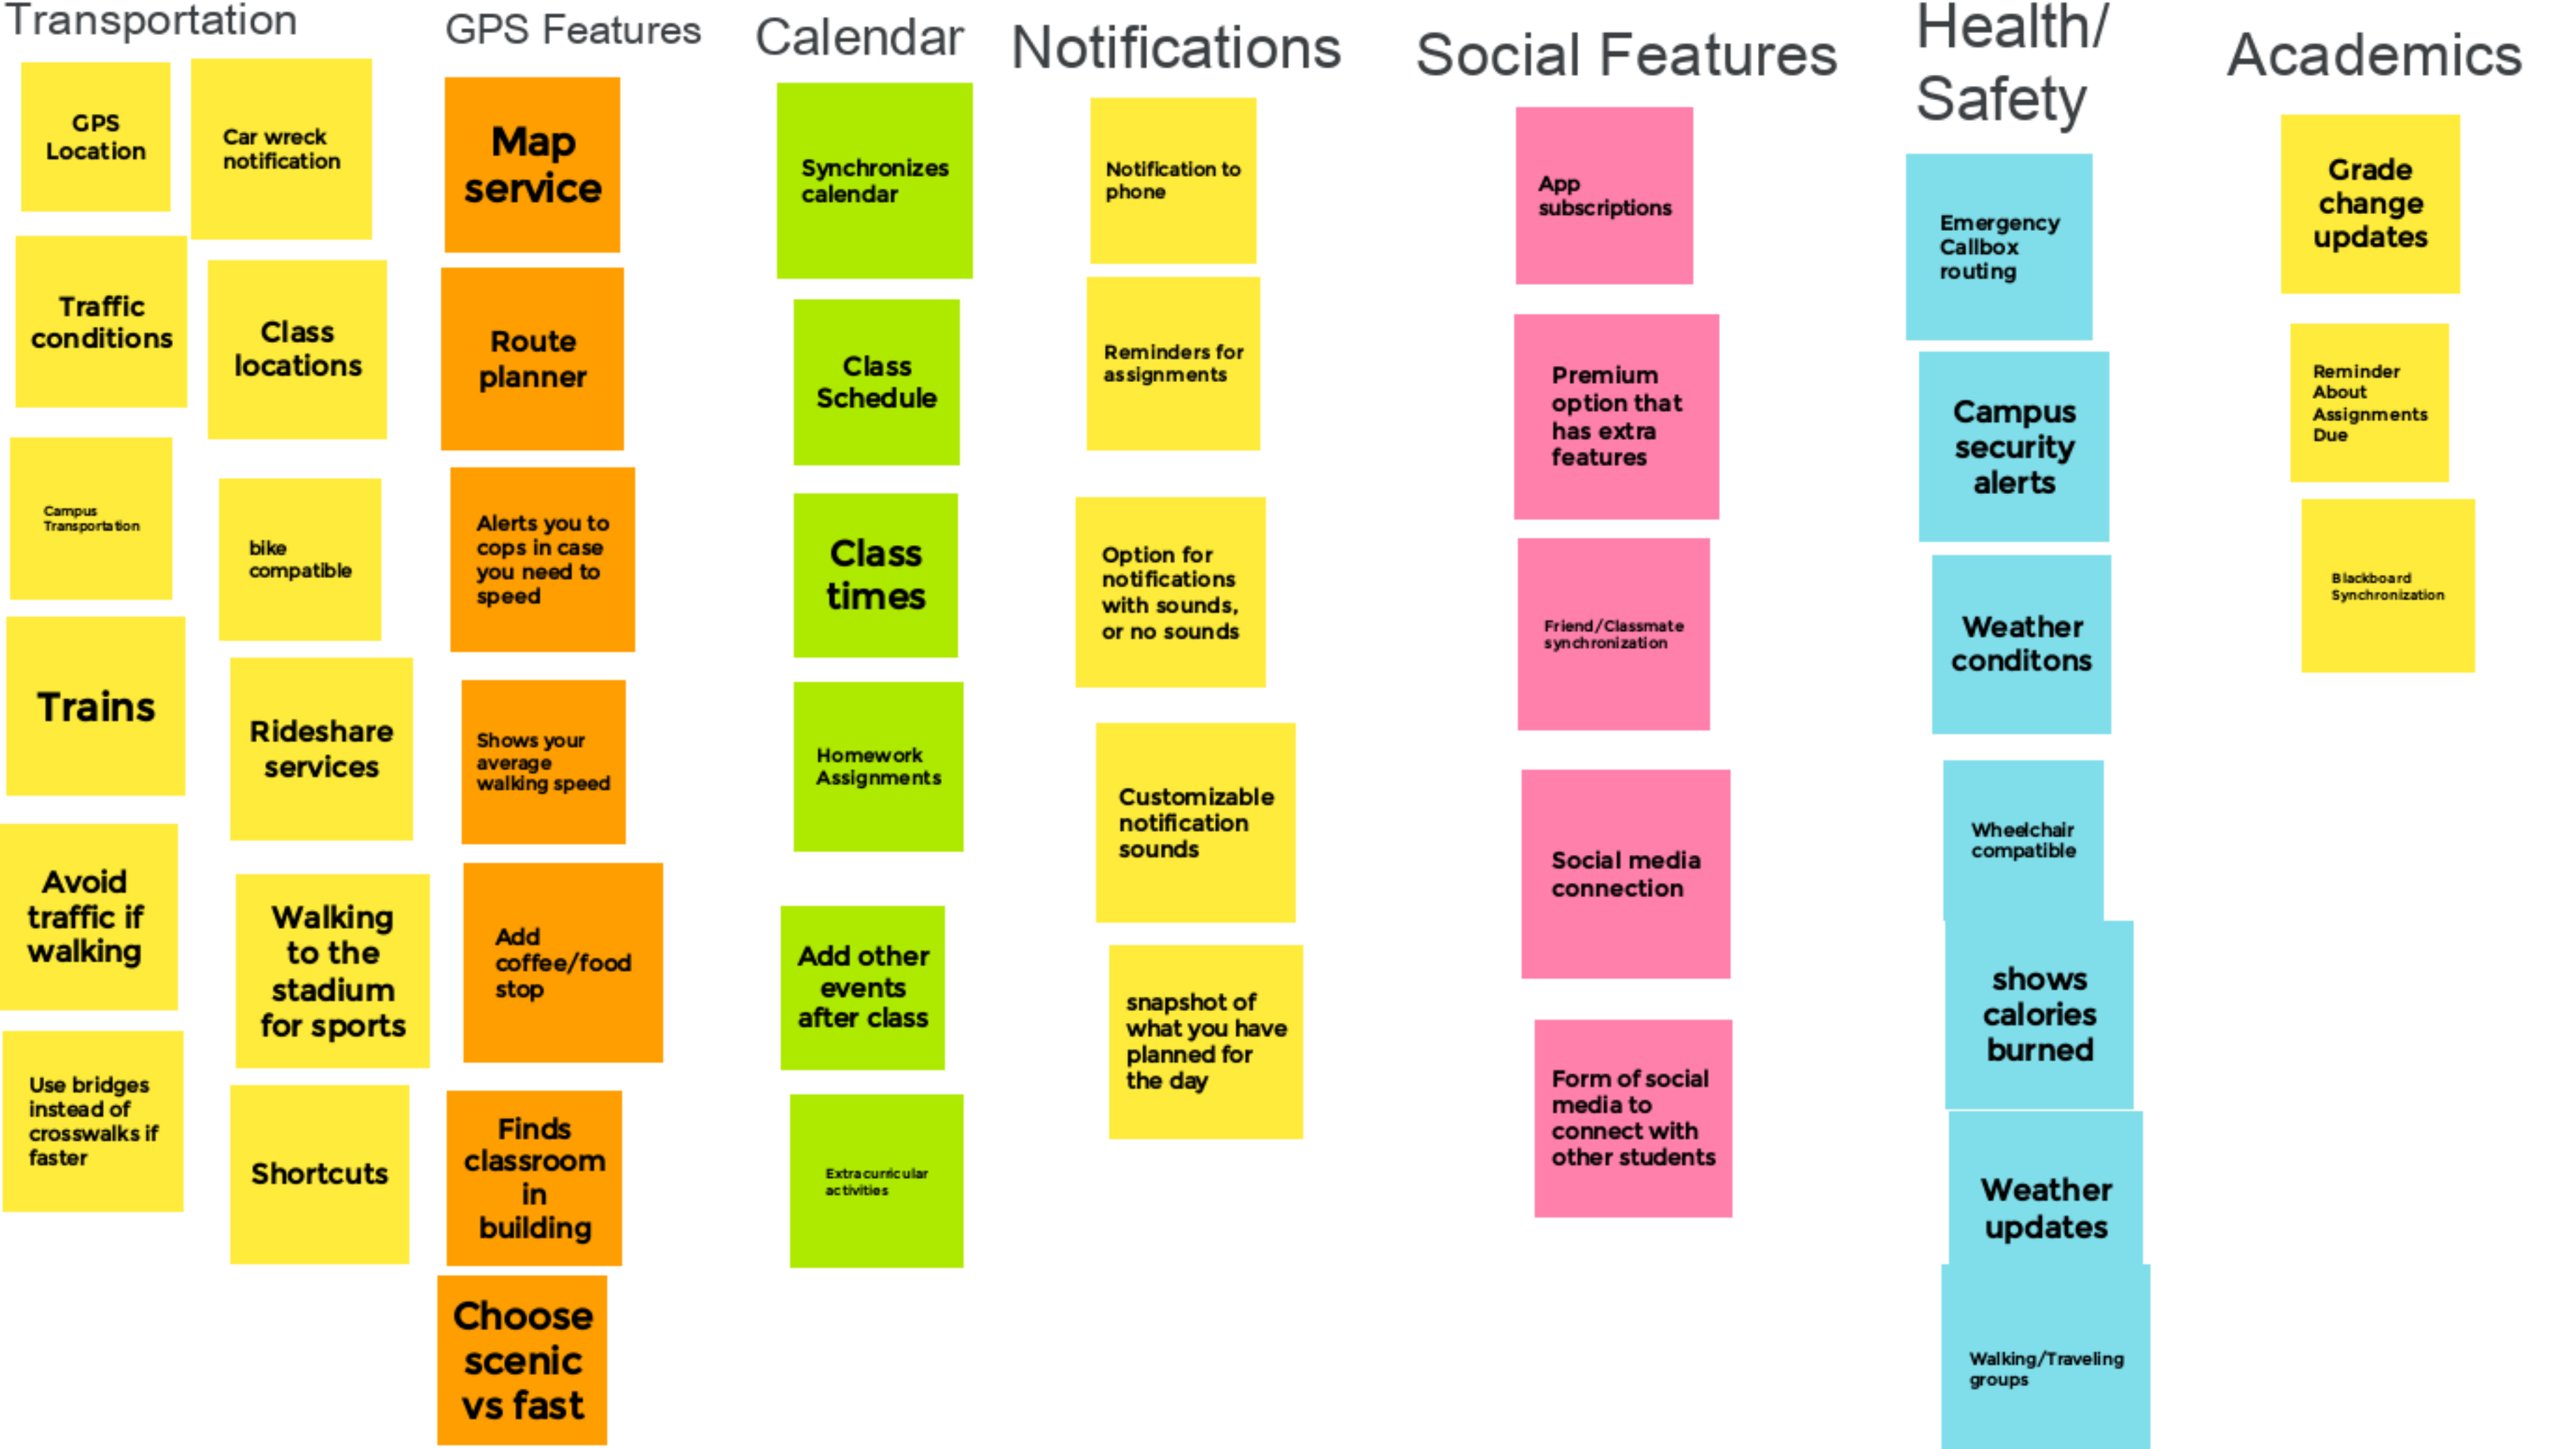 Transportation
GPS
Location
Car wreck
notification
Traffic
conditions
Class
locations
Campus
Transportation
bike
compatible
Trains
Rideshare
services
Avoid
traffic if
walking
Walking
to the
stadium
for sports
Use bridges
instead of
crosswalks if
faster
Shortcuts
GPS Features
Map
service
Route
planner
Alerts you to
cops in case
you need to
speed
Shows your
average
walking speed
Add
coffee/food
stop
Finds
classroom
in
building
Choose
scenic
vs fast
Calendar
Synchronizes
calendar
Class
Schedule
Class
times
Homework
Assignments
Add other
events
after class
Extracurricular
activities
Notifications
Notification to
phone
Reminders for
assignments
Option for
notifications
with sounds,
or no sounds
Customizable
notification
sounds
snapshot of
what you have
planned for
the day
Social Features
App
subscriptions
Premium
option that
has extra
features
Friend/Classmate
synchronization
Social media
connection
Form of social
media to
connect with
other students
Health/
Safety
Emergency
Callbox
routing
Campus
security
alerts
Weather
conditons
Wheelchair
compatible
shows
calories
burned
Weather
updates
Walking/Traveling
groups
Academics
Grade
change
updates
Reminder
About
Assignments
Due
Blackboard
Synchronization